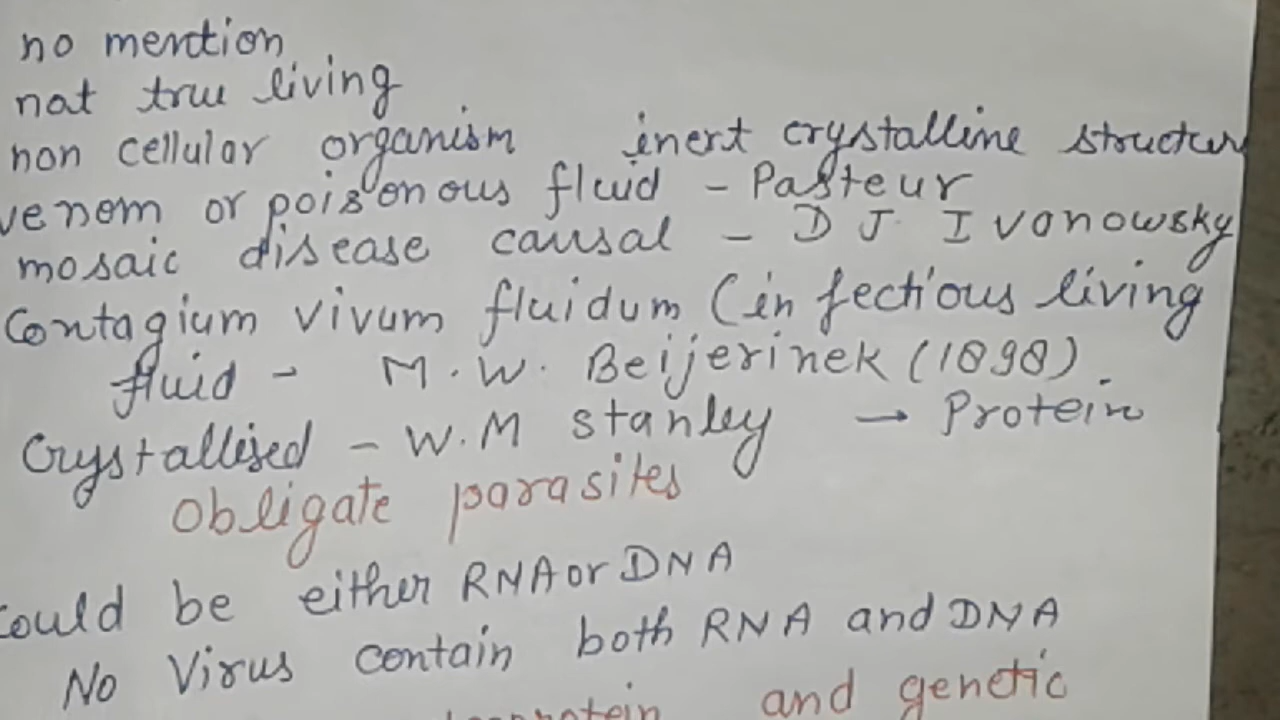 no mention
nat true living
non cellular organism inert crystalline structur
venom or poisonous fluid - Pasteur
mosaic disease causal - D J. Ivanowsky
Contagium vivum fluidum (infectious living
fluid - M.W. Beijerinek (1898).
Crystallised - W.M stanley → Protein
obligate parasites
Could be either RNA or DNA
No Virus contain both RNA and DNA
and genetic